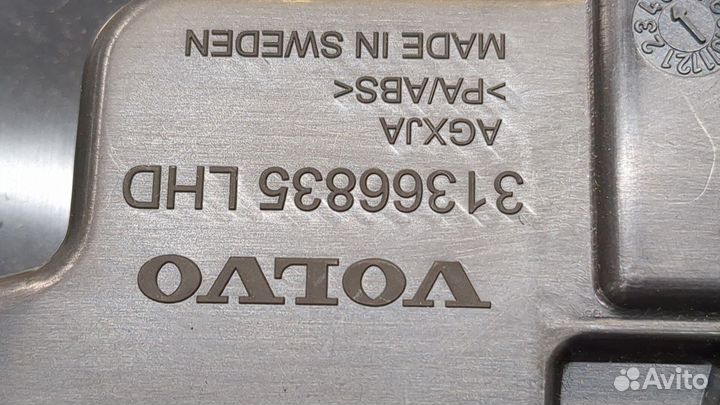 VOLVO
31366835 LHD
AGXJA
>PA/ABS<
MADE IN SWEDEN
Avito